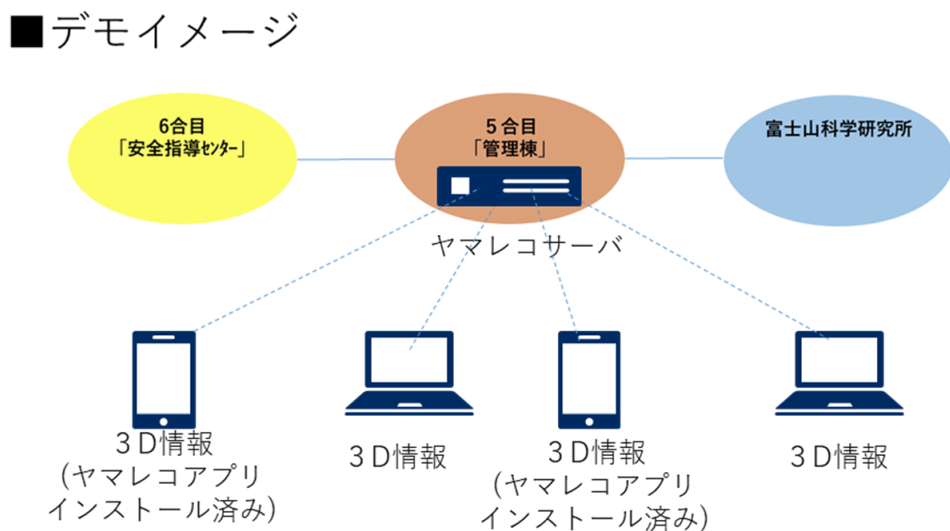 ■デモイメージ
6合目
「安全指導ｾﾝﾀｰ」
５合目
「管理棟」
富士山科学研究所
ヤマレコサーバ
３D情報
(ヤマレコアプリ
インストール済み)
３D情報
３D情報
(ヤマレコアプリ
インストール済み)
３D情報